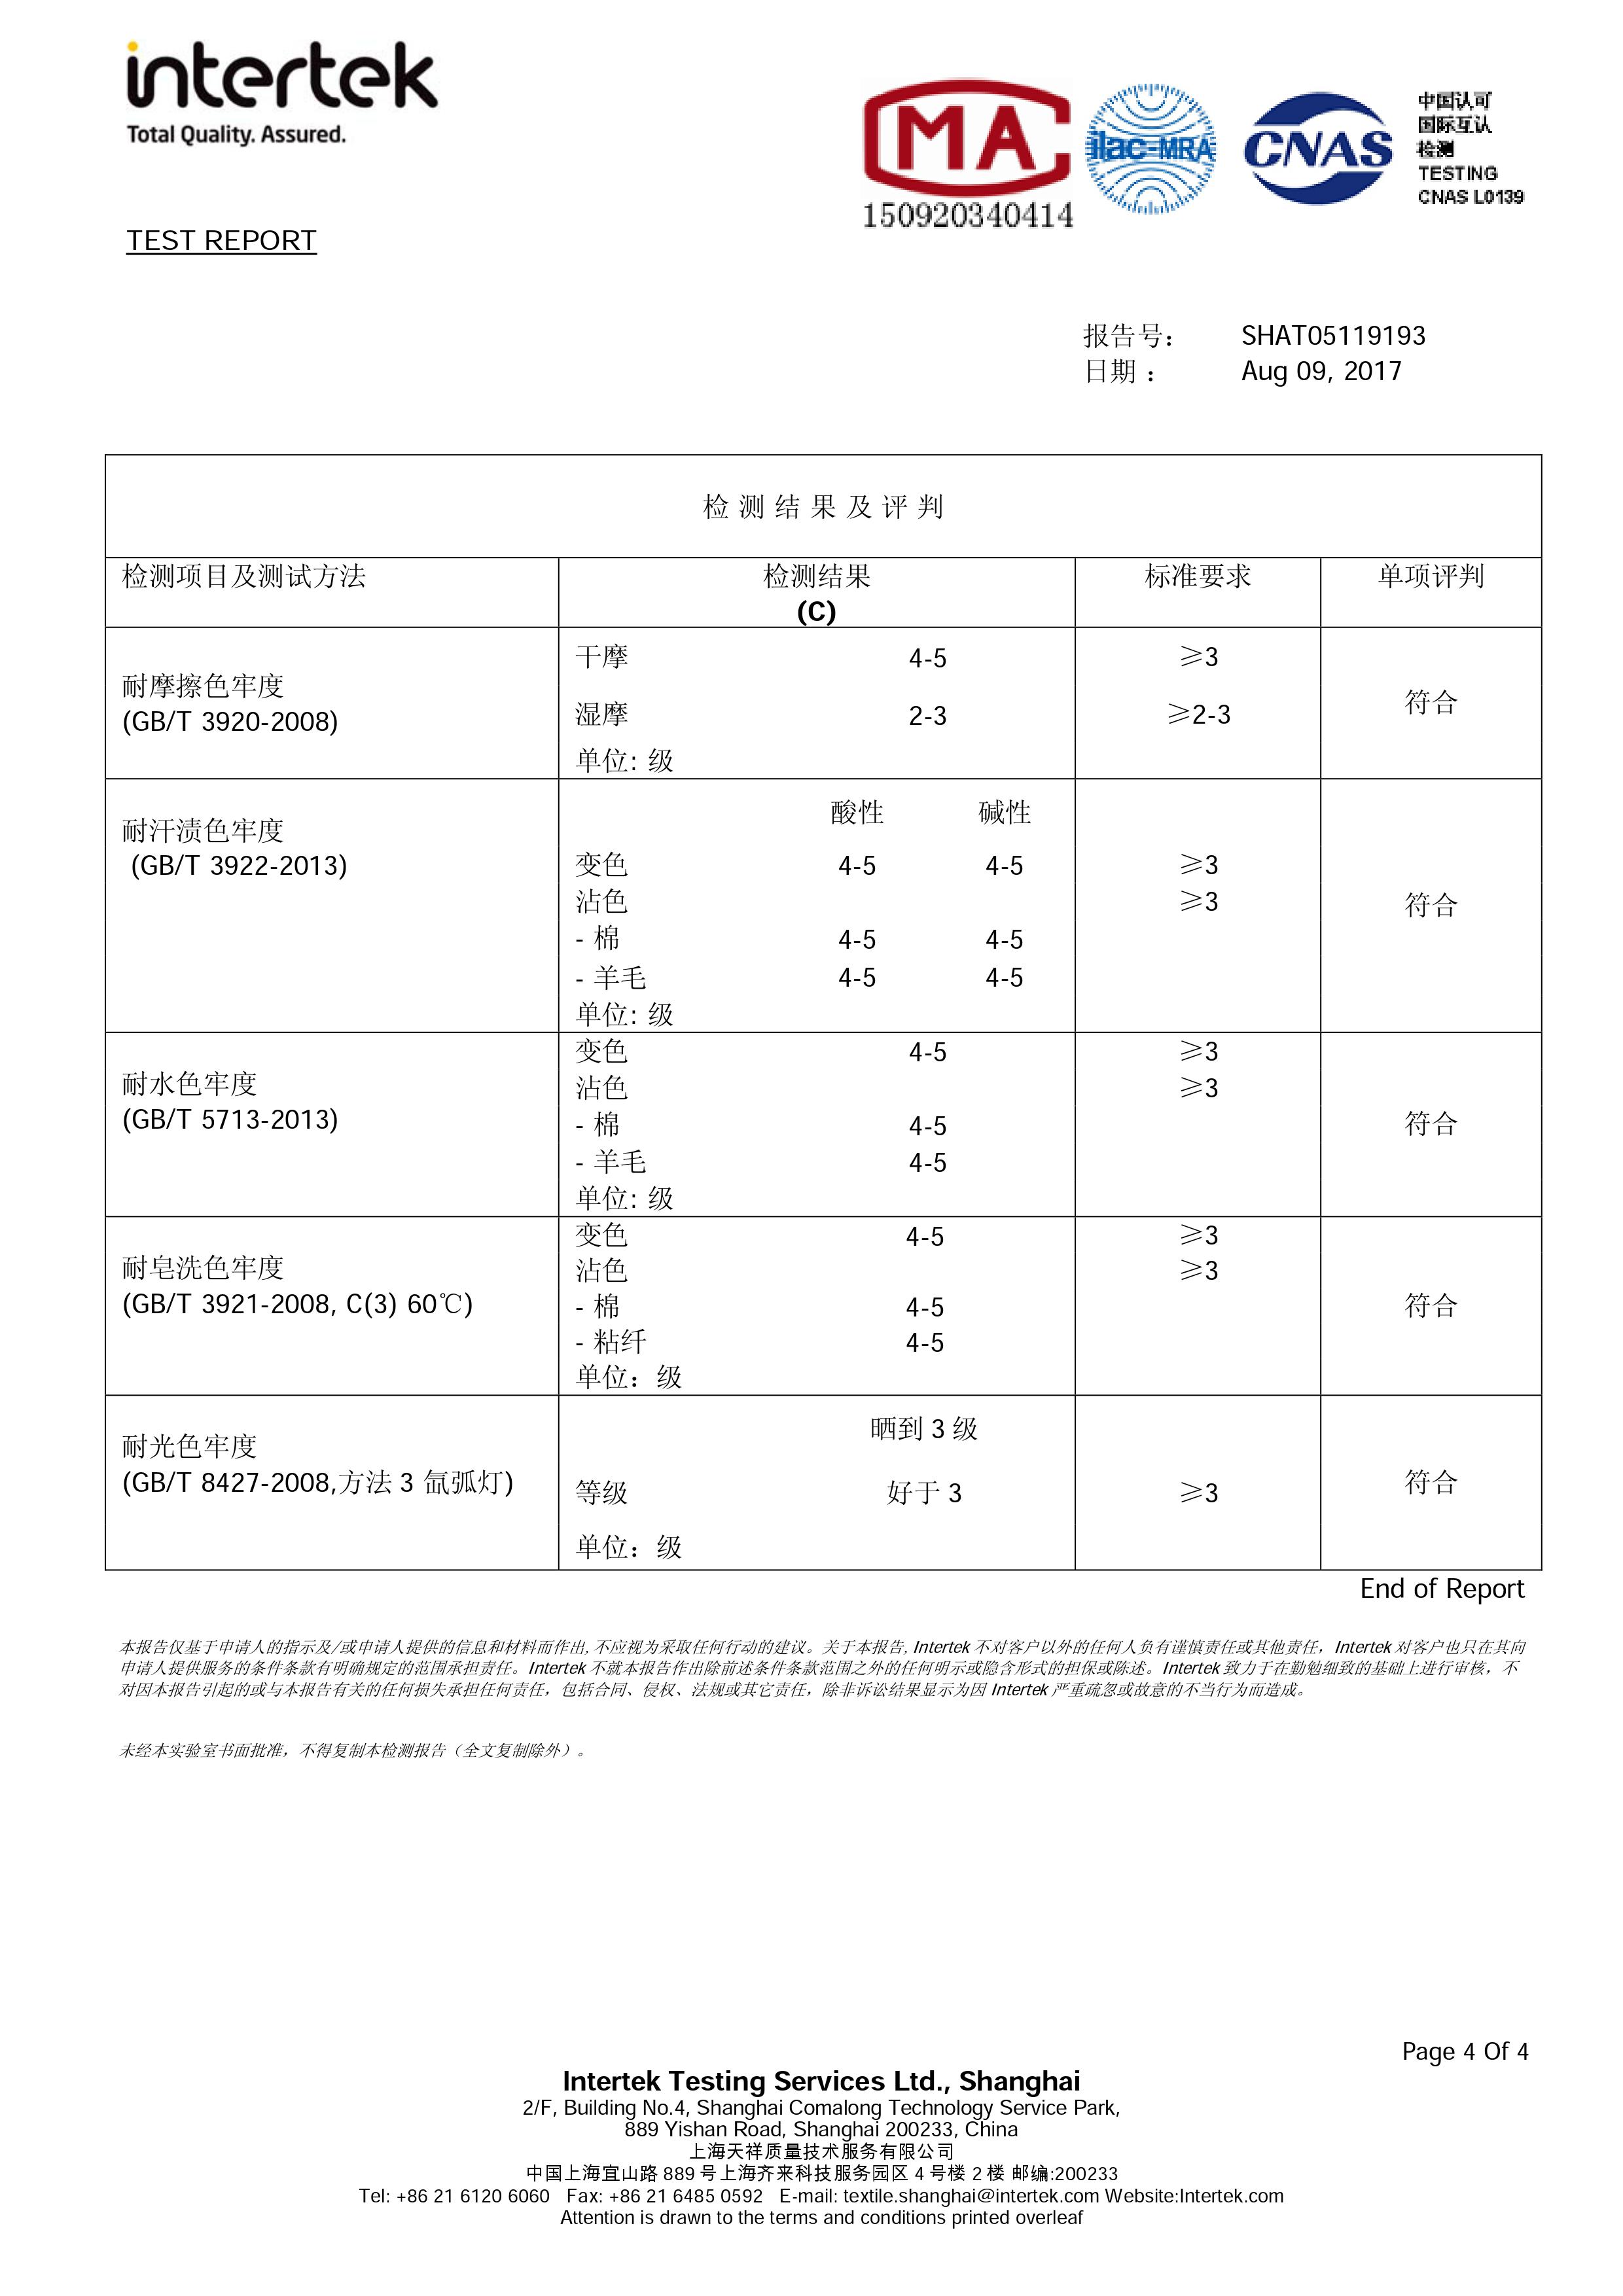 intertek
Total Quality. Assured.
MA
150920340414
ilac-MRA
CNAS
中国认可
国际互认
检测
TESTING
CNAS L0139
TEST REPORT
报告号: SHAT05119193
日期 : Aug 09, 2017
检 测 结 果 及 评 判
检测项目及测试方法 检测结果 标准要求 单项评判
(C)
耐摩擦色牢度
(GB/T 3920-2008)
干摩 4-5 ≥3
湿摩 2-3 ≥2-3
单位: 级
符合
耐汗渍色牢度
(GB/T 3922-2013)
酸性 碱性
变色 4-5 4-5 ≥3
沾色 ≥3
- 棉 4-5 4-5
- 羊毛 4-5 4-5
单位: 级
符合
耐水色牢度
(GB/T 5713-2013)
变色 4-5 ≥3
沾色 ≥3
- 棉 4-5
- 羊毛 4-5
单位: 级
符合
耐皂洗色牢度
(GB/T 3921-2008, C(3) 60℃)
变色 4-5 ≥3
沾色 ≥3
- 棉 4-5
- 粘纤 4-5
单位：级
符合
耐光色牢度
(GB/T 8427-2008,方法 3 氙弧灯)
晒到 3 级
等级 好于 3 ≥3
单位：级
符合
End of Report
本报告仅基于申请人的指示及/或申请人提供的信息和材料而作出, 不应视为采取任何行动的建议。关于本报告, Intertek 不对客户以外的任何人负有谨慎责任或其他责任，Intertek 对客户也只在其向
申请人提供服务的条件条款有明确规定的范围承担责任。Intertek 不就本报告作出除前述条件条款范围之外的任何明示或隐含形式的担保或陈述。Intertek 致力于在勤勉细致的基础上进行审核，不
对因本报告引起的或与本报告有关的任何损失承担任何责任，包括合同、侵权、法规或其它责任，除非诉讼结果显示为因 Intertek 严重疏忽或故意的不当行为而造成。
未经本实验室书面批准，不得复制本检测报告（全文复制除外）。
Page 4 Of 4
Intertek Testing Services Ltd., Shanghai
2/F, Building No.4, Shanghai Comalong Technology Service Park,
889 Yishan Road, Shanghai 200233, China
上海天祥质量技术服务有限公司
中国上海宜山路 889 号上海齐来科技服务园区 4 号楼 2 楼 邮编:200233
Tel: +86 21 6120 6060 Fax: +86 21 6485 0592 E-mail: textile.shanghai@intertek.com Website:Intertek.com
Attention is drawn to the terms and conditions printed overleaf